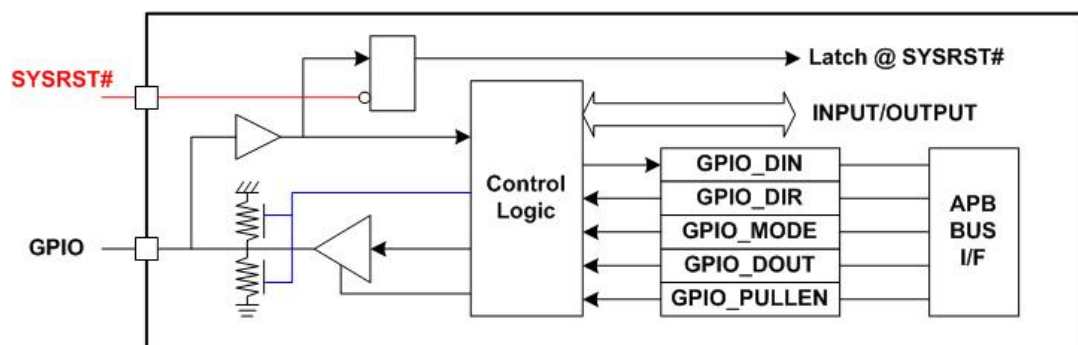 Latch @ SYSRST#
SYSRST#
INPUT/OUTPUT
GPIO_DIN
GPIO_DIR
Control
Logic
GPIO_MODE
APB
BUS
I/F
GPIO
GPIO_DOUT
GPIO_PULLEN